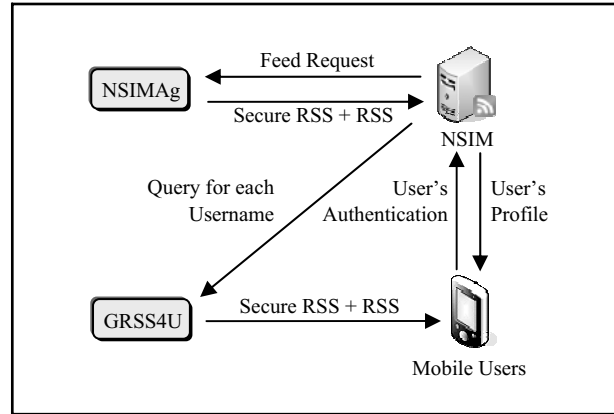 Feed Request
NSIMAg
Secure RSS + RSS
NSIM
Query for each
Username
User's
Authentication
User's
Profile
GRSS4U
Secure RSS + RSS
Mobile Users